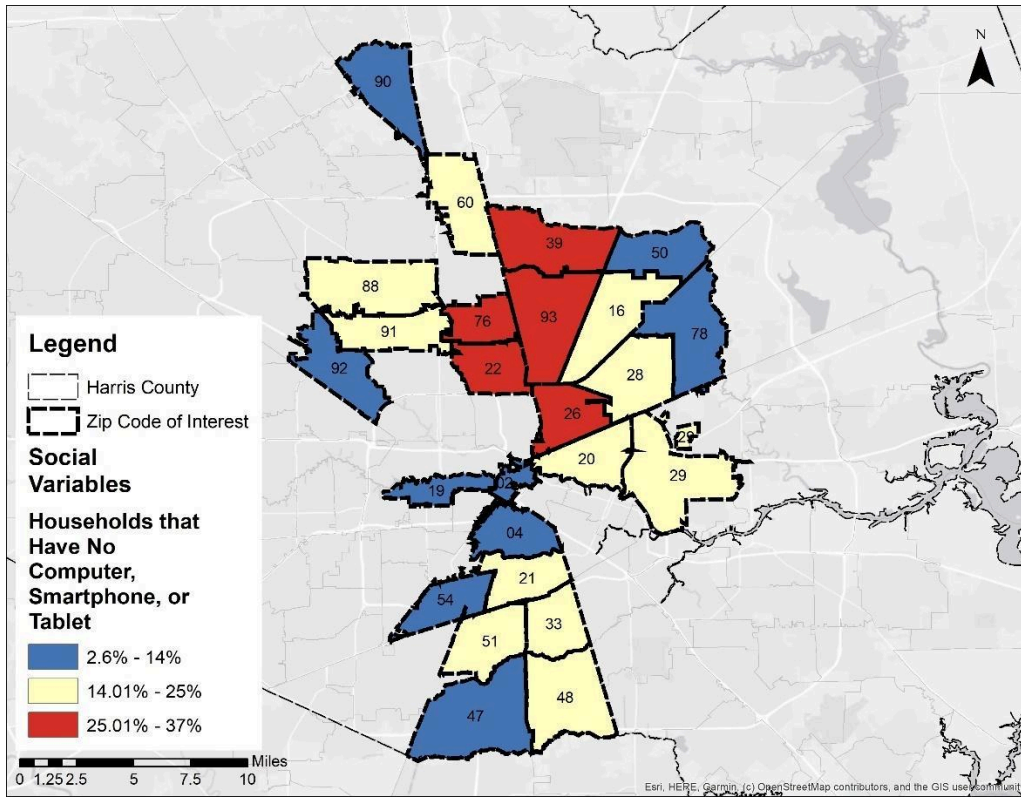 N
90
60
39
50
88
16
78
76
93
91
92
22
28
26
29
20
29
19
02
04
21
54
33
51
48
47
Legend
Harris County
Zip Code of Interest
Social
Variables
Households that
Have No
Computer,
Smartphone, or
Tablet
2.6% - 14%
14.01% - 25%
25.01% - 37%
Miles
0 1.25 2.5 5 7.5 10
Esri, HERE, Garmin, (c) OpenStreetMap contributors, and the GIS user community